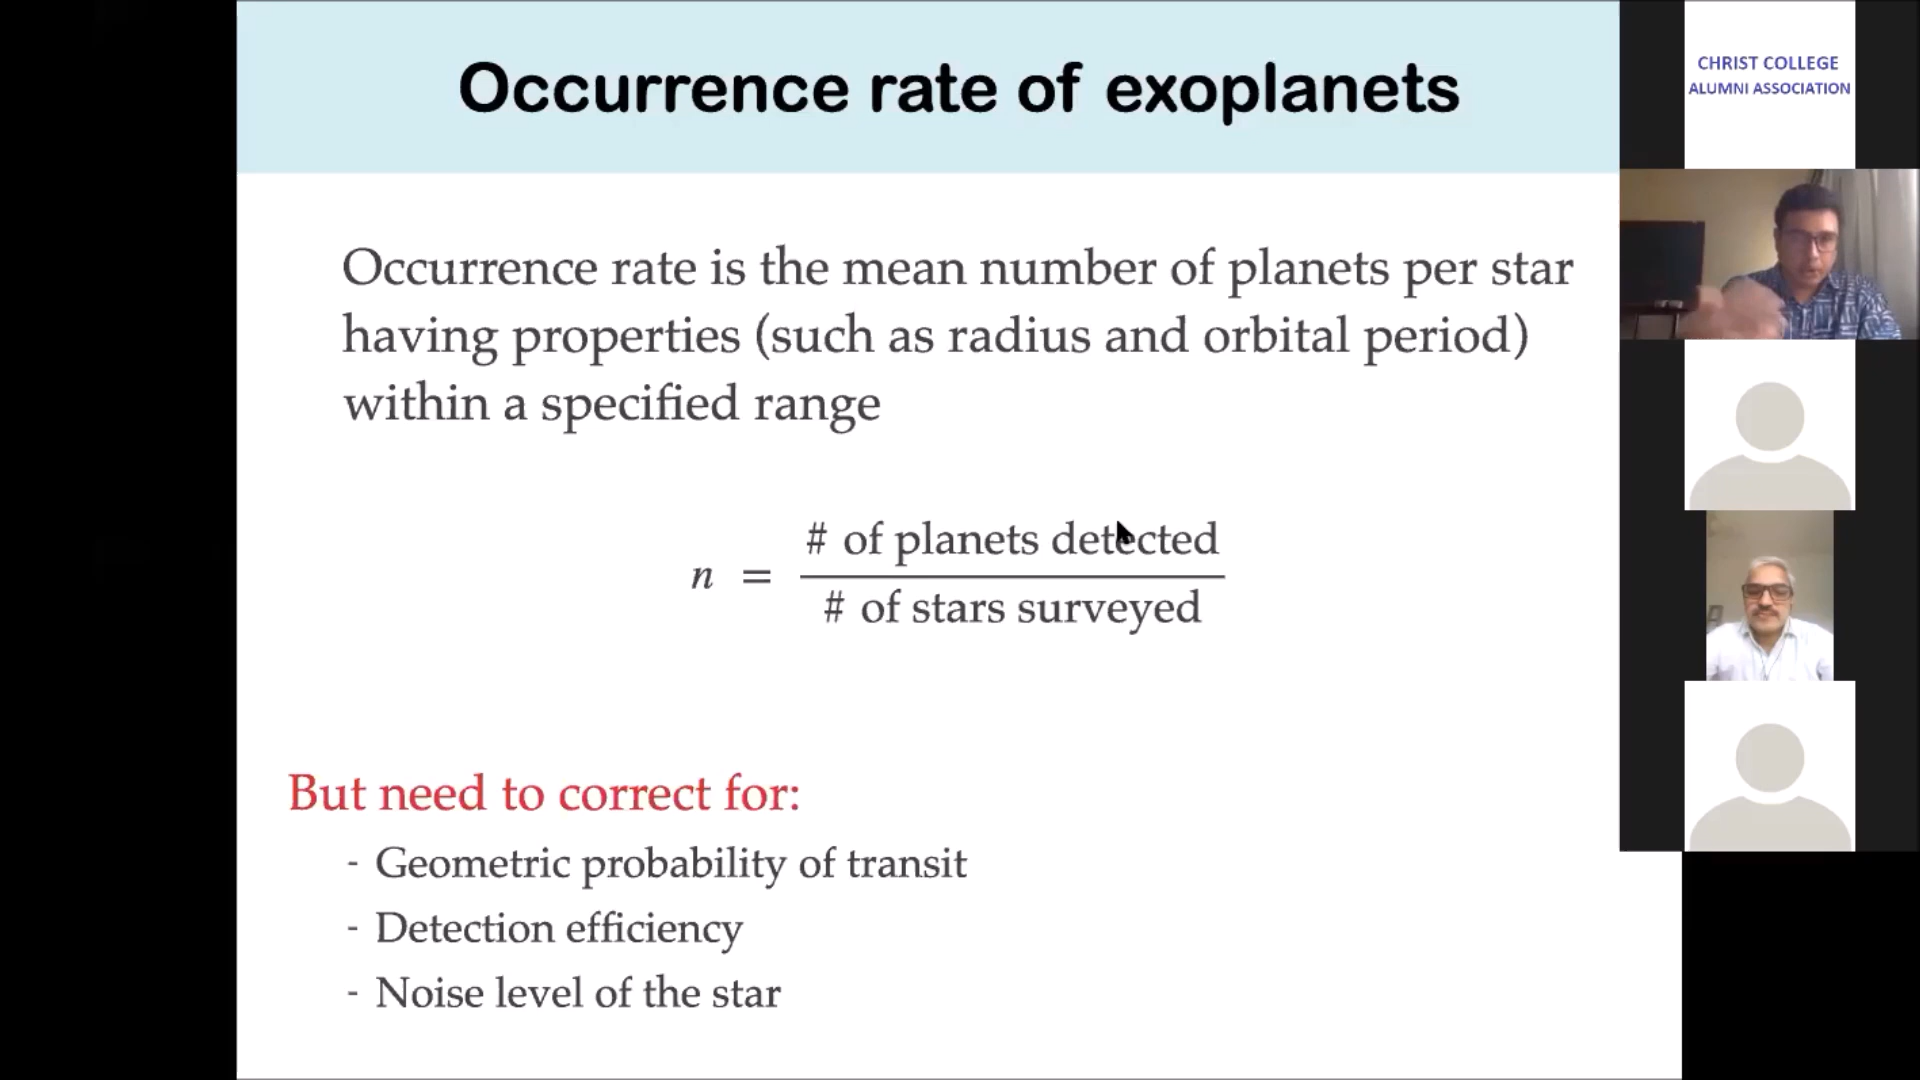 Occurrence rate of exoplanets
CHRIST COLLEGE
ALUMNI ASSOCIATION
Occurrence rate is the mean number of planets per star
having properties (such as radius and orbital period)
within a specified range
n = # of planets detected
# of stars surveyed
But need to correct for:
- Geometric probability of transit
- Detection efficiency
- Noise level of the star